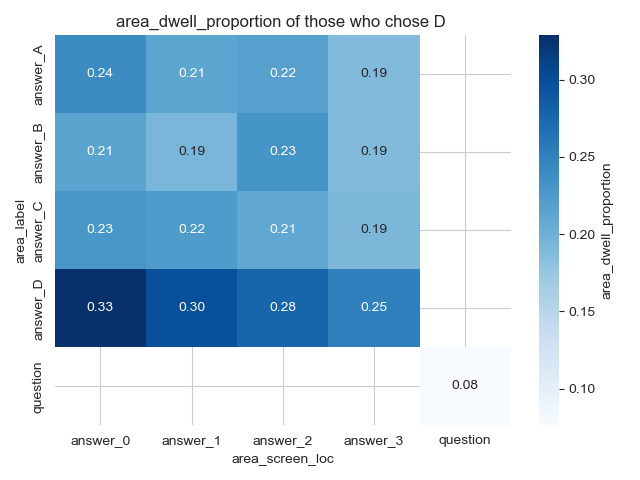 area_dwell_proportion of those who chose D
area_label
answer_A
0.24 0.21 0.22 0.19
answer_B
0.21 0.19 0.23 0.19
answer_C
0.23 0.22 0.21 0.19
answer_D
0.33 0.30 0.28 0.25
question
0.08
answer_0 answer_1 answer_2 answer_3 question
area_screen_loc
0.30
0.25
0.20
0.15
0.10
area_dwell_proportion